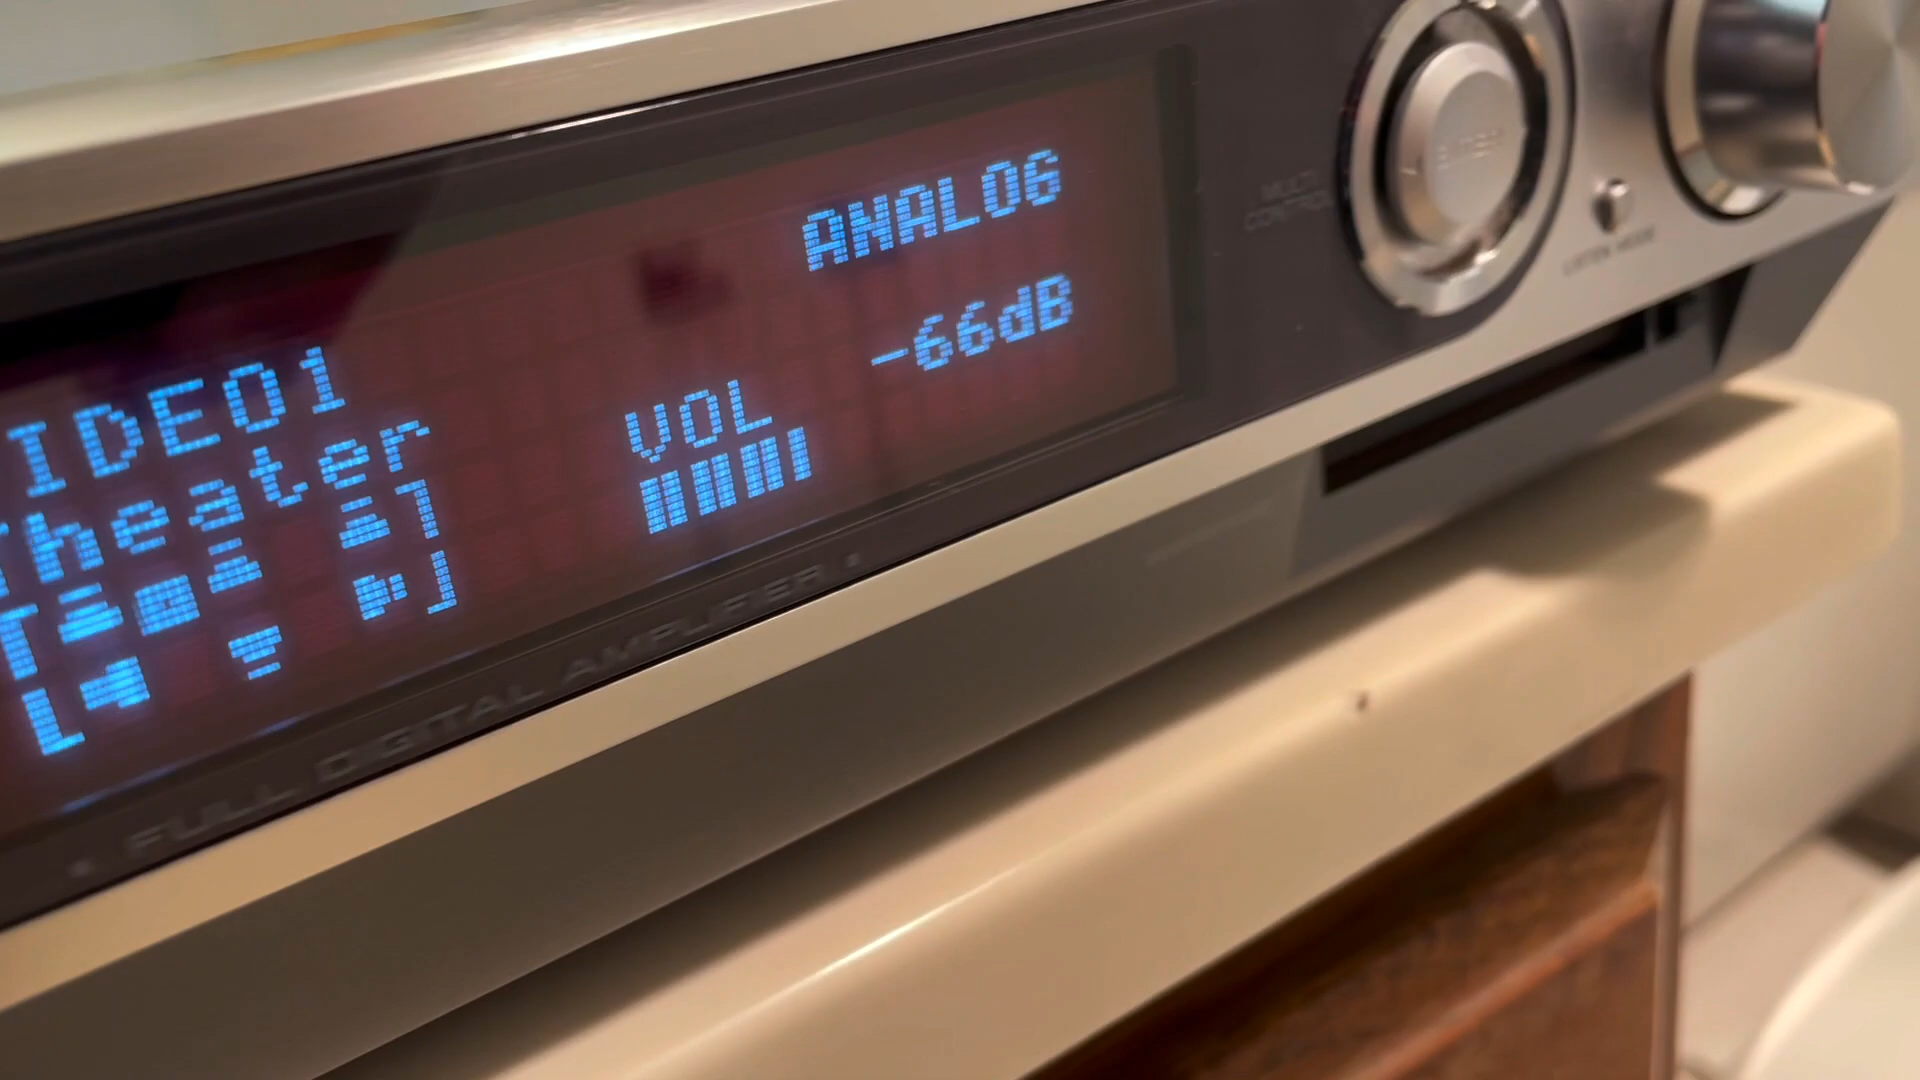 ANALOG
-66dB
IDEO1
heater
VOL
FULL DIGITAL AMPLIFIER
MULTI
CONTROL
LISTEN MODE